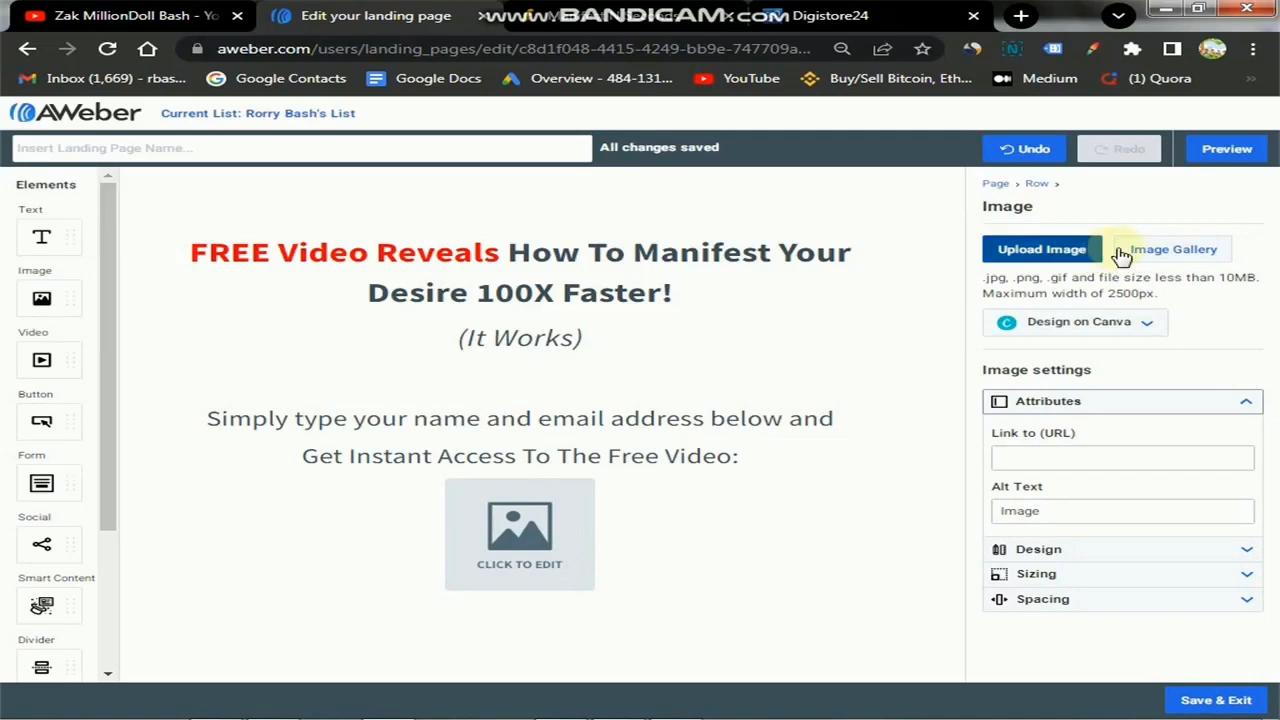 Zak MillionDoll Bash - Yo
Edit your landing page
www.BANDICAM.com
Digistore24
aweber.com/users/landing_pages/edit/c8d1f048-4415-4249-bb9e-747709a...
Inbox (1,669) - rbas...
Google Contacts
Google Docs
Overview - 484-131...
YouTube
Buy/Sell Bitcoin, Eth...
Medium
(1) Quora
AWeber
Current List: Rorry Bash's List
Insert Landing Page Name...
All changes saved
Undo
Redo
Preview
Elements
Text
Image
Video
Button
Form
Social
Smart Content
Divider
FREE Video Reveals How To Manifest Your
Desire 100X Faster!
(It Works)
Simply type your name and email address below and
Get Instant Access To The Free Video:
CLICK TO EDIT
Page > Row >
Image
Upload Image
Image Gallery
.jpg, .png, .gif and file size less than 10MB.
Maximum width of 2500px.
Design on Canva
Image settings
Attributes
Link to (URL)
Alt Text
Image
Design
Sizing
Spacing
Save & Exit